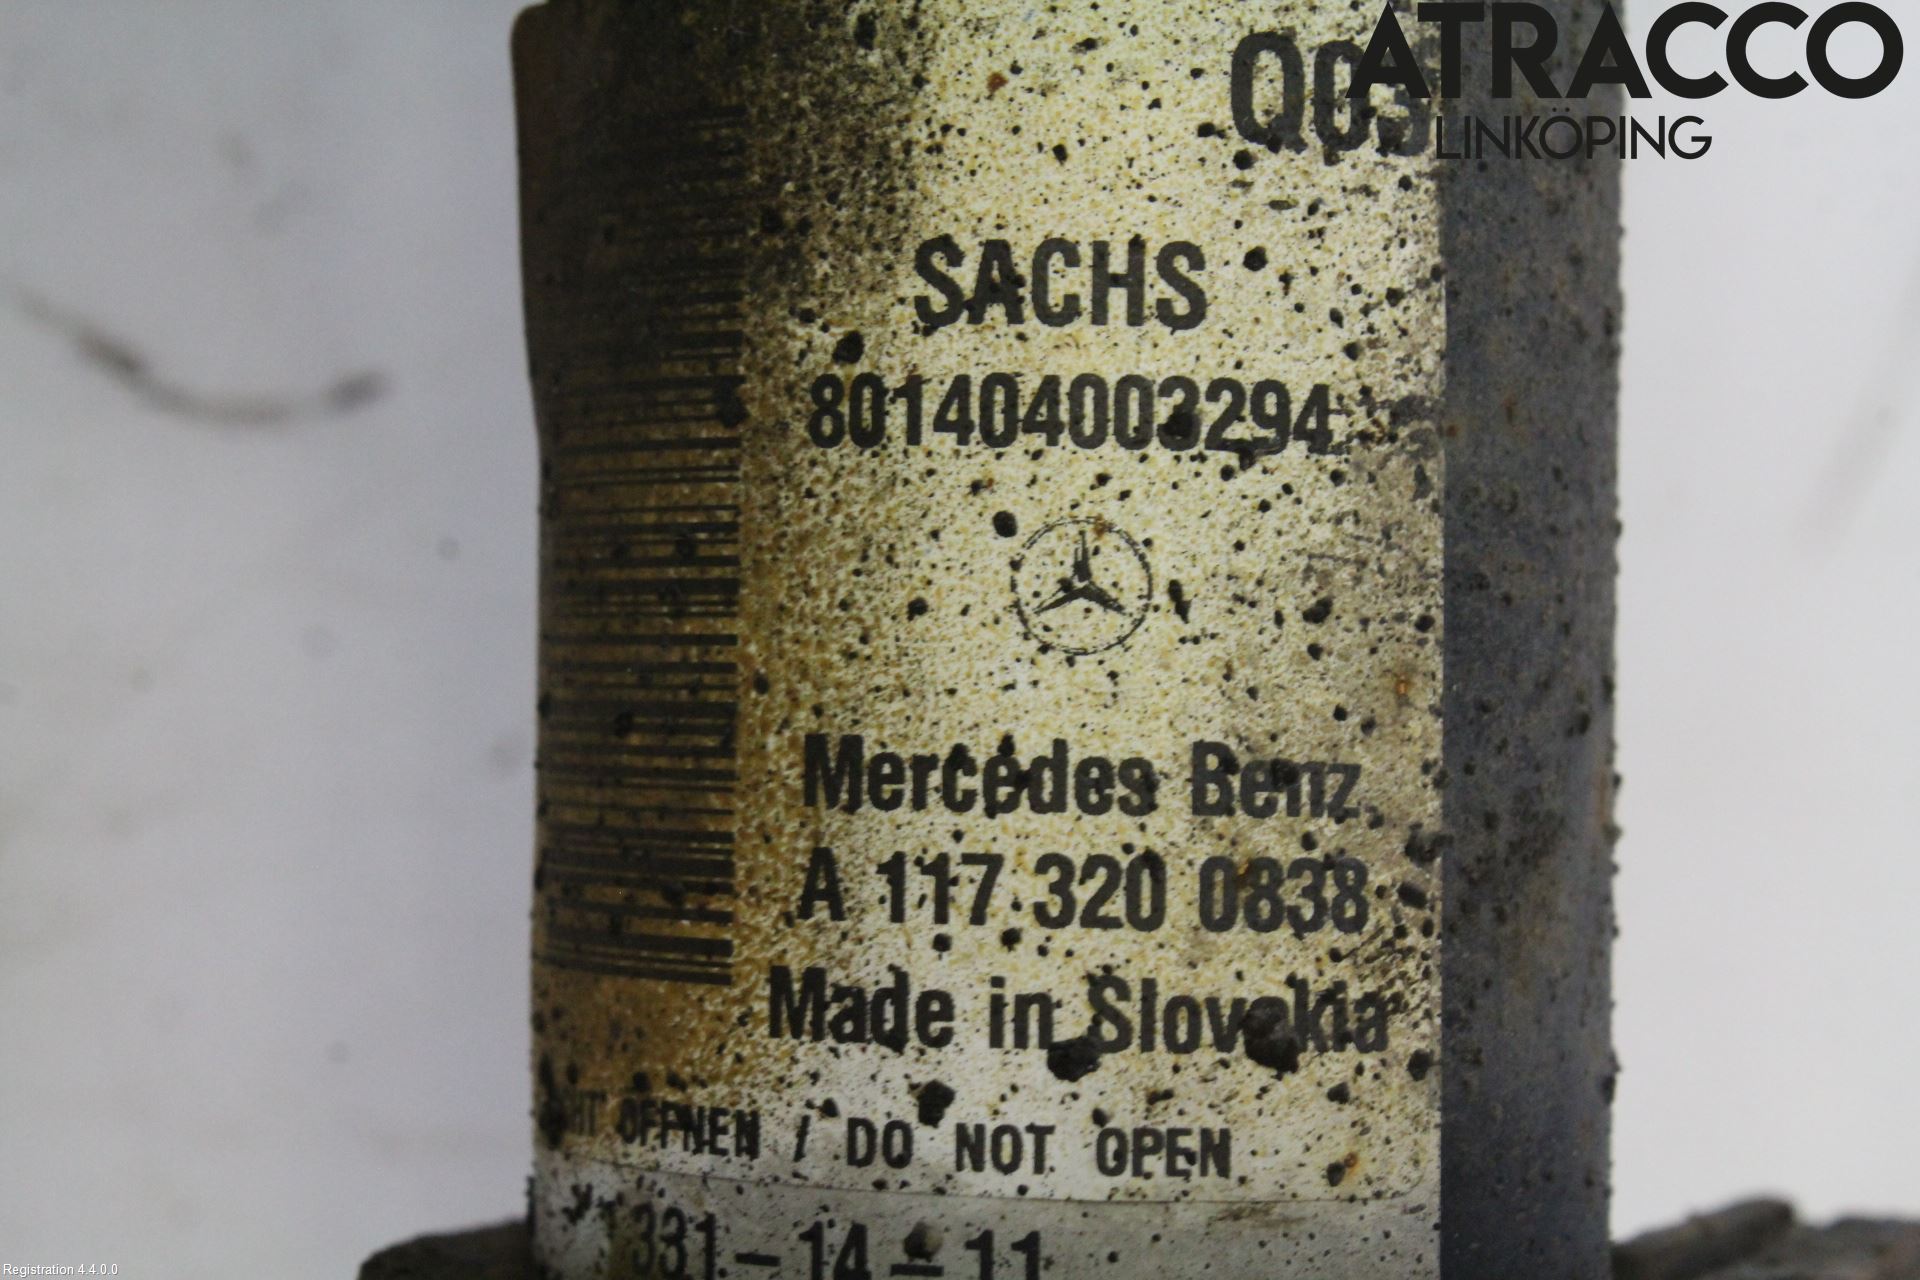 ATRACCO
LINKÖPING
SACHS
801404003294
Mercedes Benz
A 117 320 0838
Made in Slovakia
ÖFFNEN / DO NOT OPEN
331-14-11
Registration 4.4.0.0